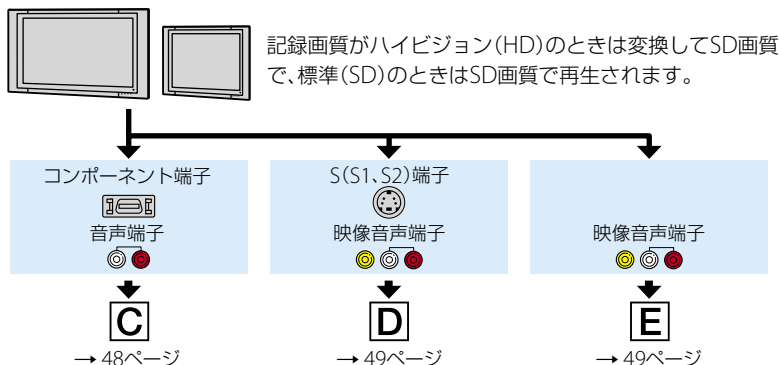 記録画質がハイビジョン(HD)のときは変換してSD画質
で、標準(SD)のときはSD画質で再生されます。
コンポーネント端子
音声端子
S(S1、S2)端子
映像音声端子
映像音声端子
C
D
E
→ 48ページ
→ 49ページ
→ 49ページ